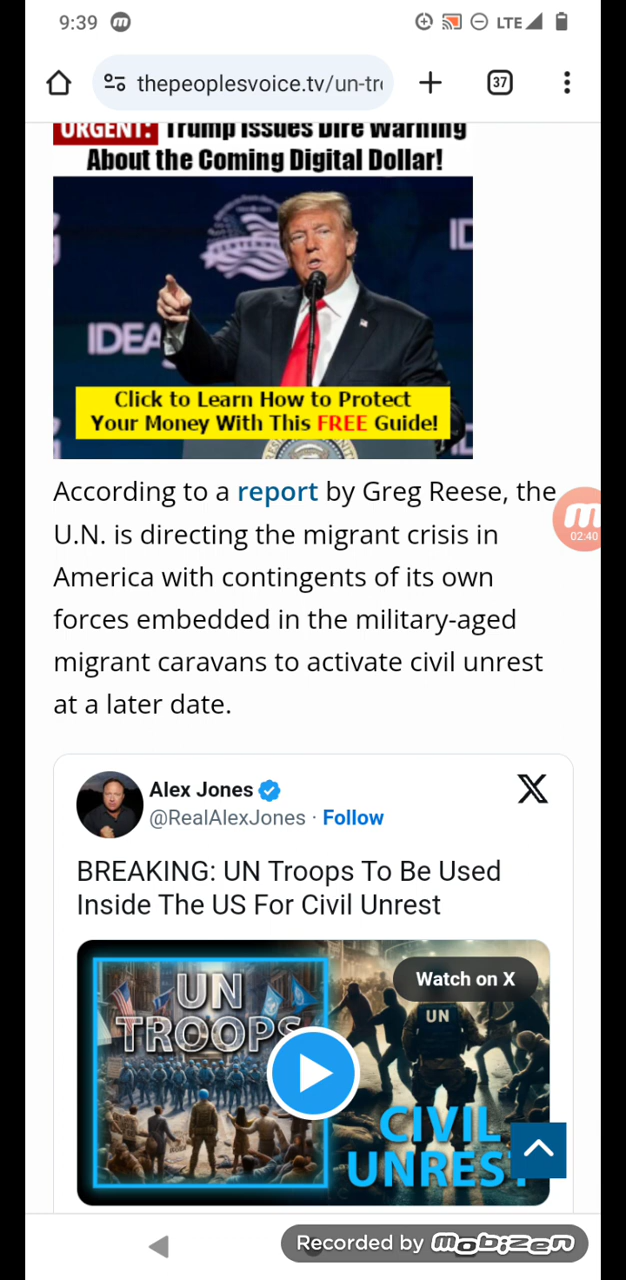 9:39
LTE
thepeoplesvoice.tv/un-tr
37
URGENT: Trump Issues Dire Warning
About the Coming Digital Dollar!
IDEA
Click to Learn How to Protect
Your Money With This FREE Guide!
According to a report by Greg Reese, the
U.N. is directing the migrant crisis in
America with contingents of its own
forces embedded in the military-aged
migrant caravans to activate civil unrest
at a later date.
02:40
Alex Jones
@RealAlexJones · Follow
BREAKING: UN Troops To Be Used
Inside The US For Civil Unrest
Watch on X
UN
TROOPS
UN
CIVIL
UNREST
Recorded by mobizen